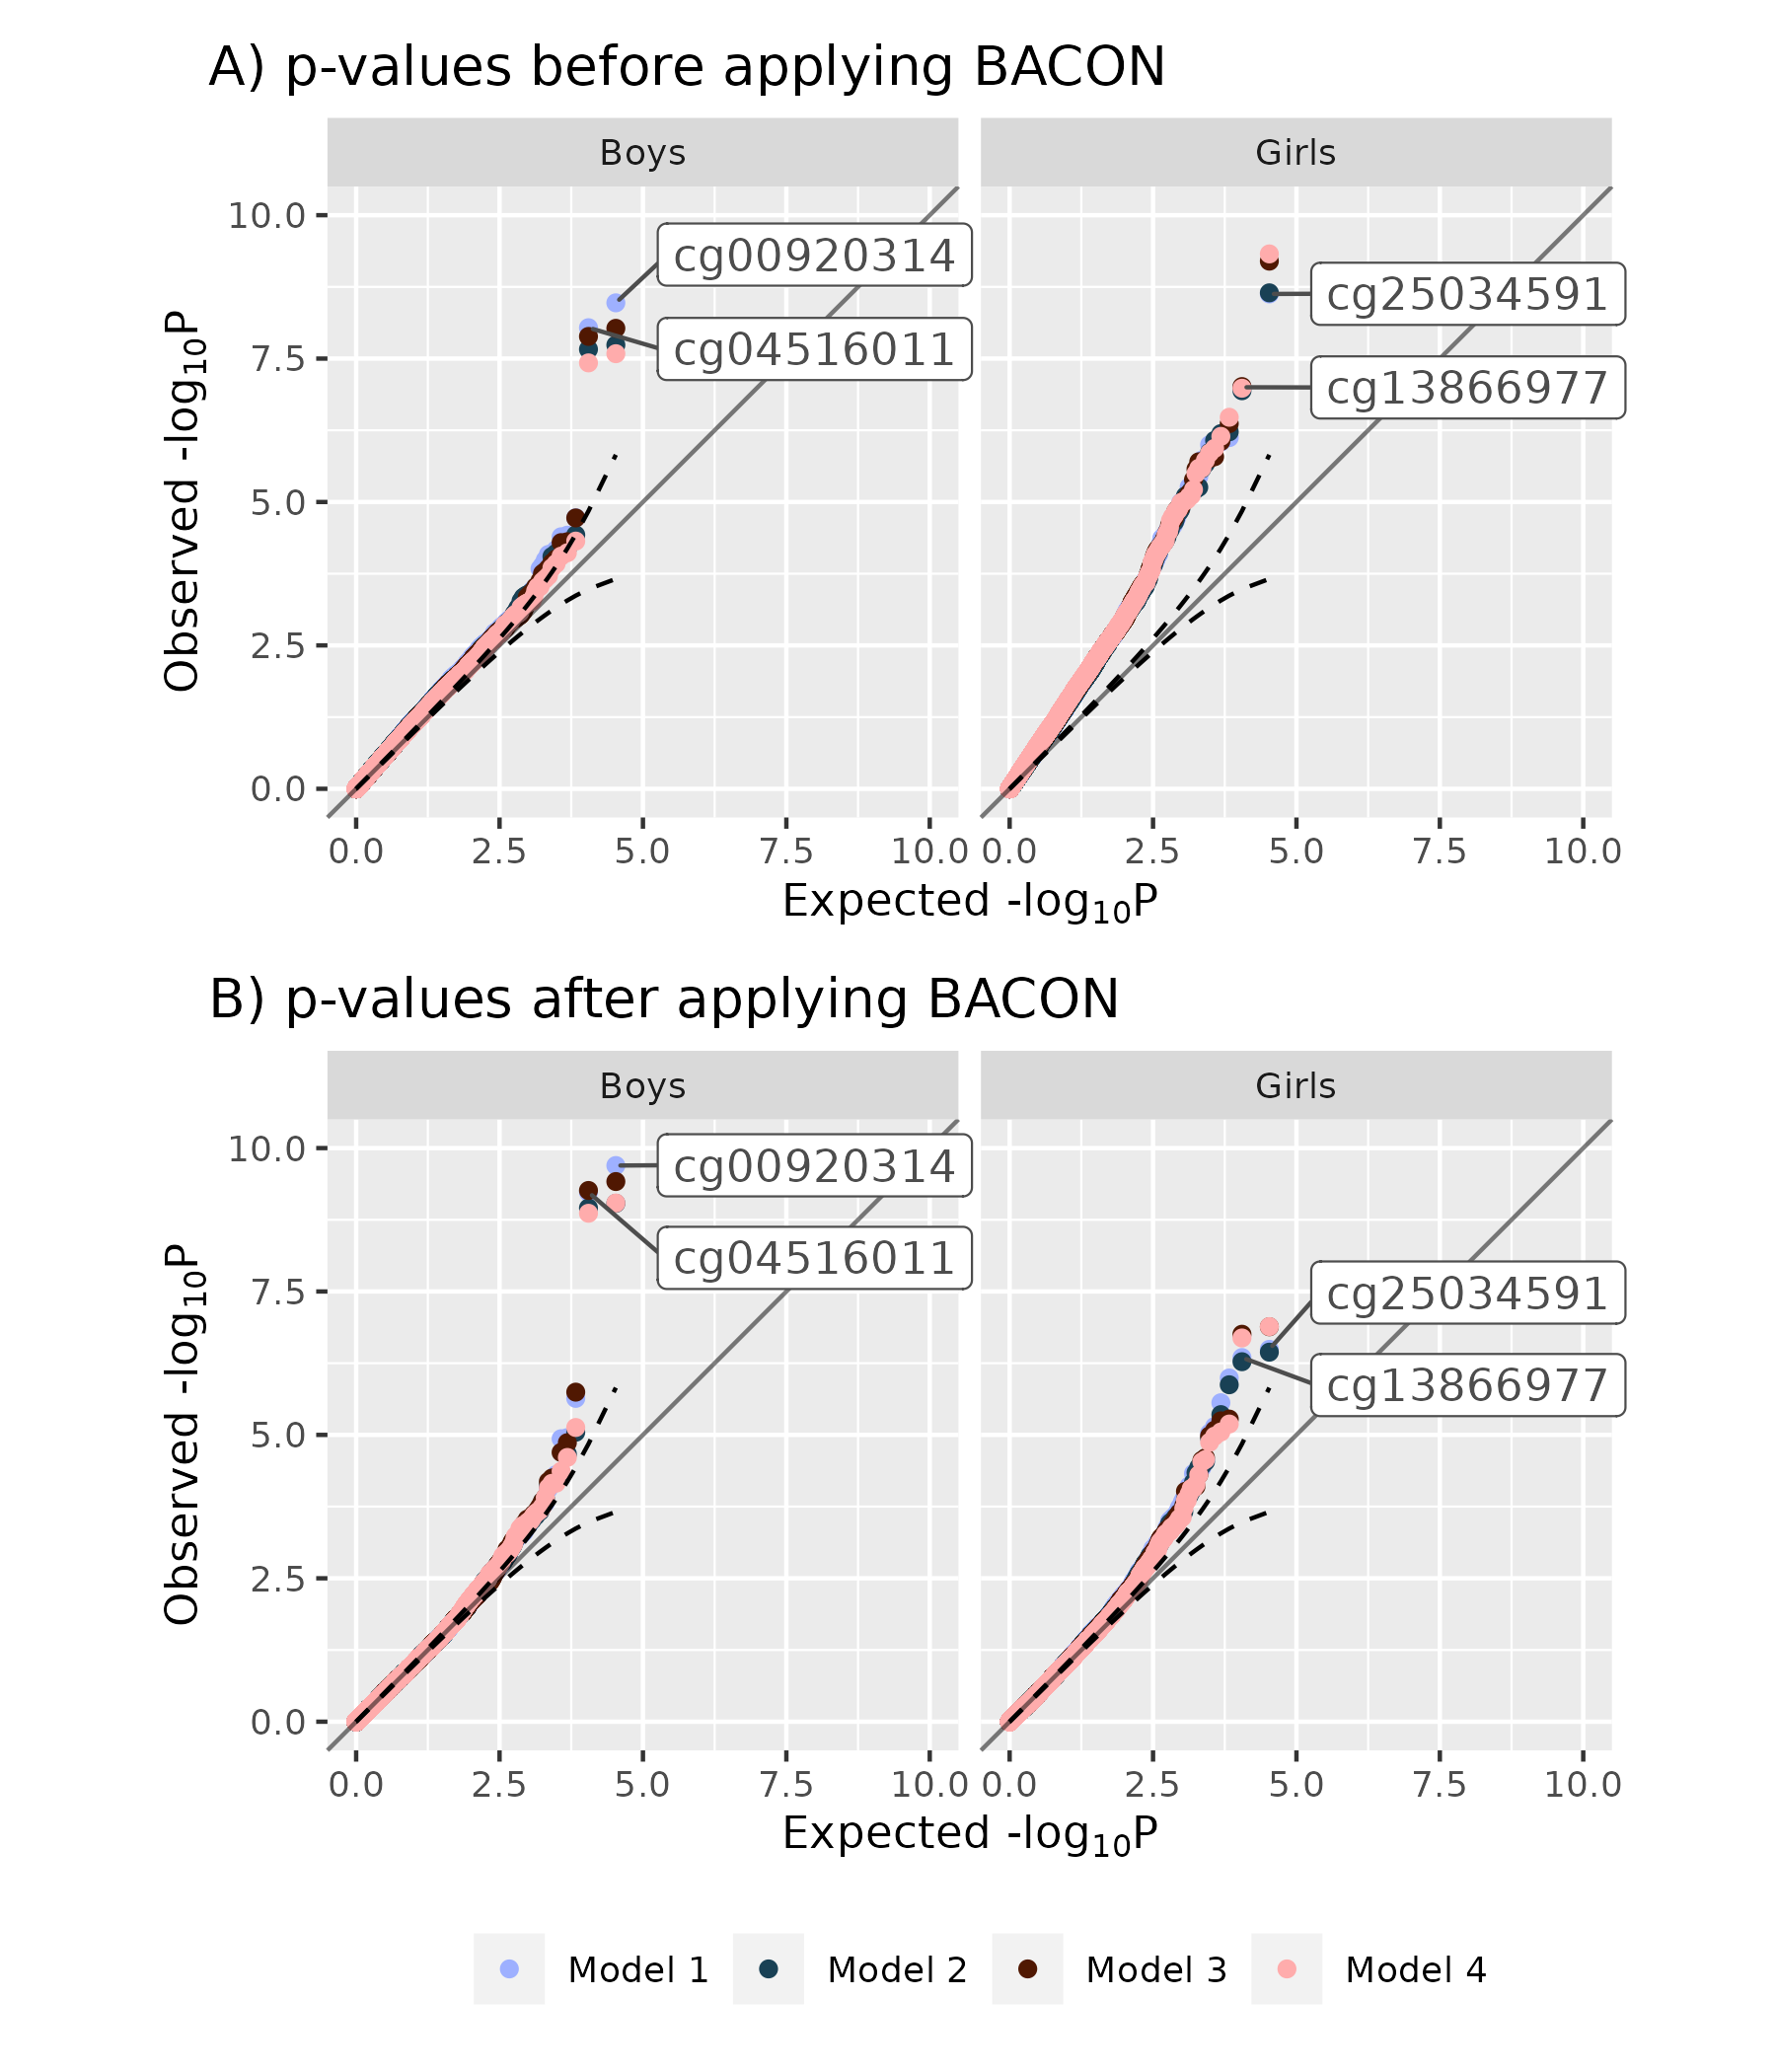 A) p-values before applying BACON
Boys
Girls
Observed -log10P
10.0
7.5
5.0
2.5
0.0
cg00920314
cg04516011
cg25034591
cg13866977
0.0 2.5 5.0 7.5 10.0
0.0 2.5 5.0 7.5 10.0
Expected -log10P
B) p-values after applying BACON
Boys
Girls
Observed -log10P
10.0
7.5
5.0
2.5
0.0
cg00920314
cg04516011
cg25034591
cg13866977
0.0 2.5 5.0 7.5 10.0
0.0 2.5 5.0 7.5 10.0
Expected -log10P
Model 1 Model 2 Model 3 Model 4